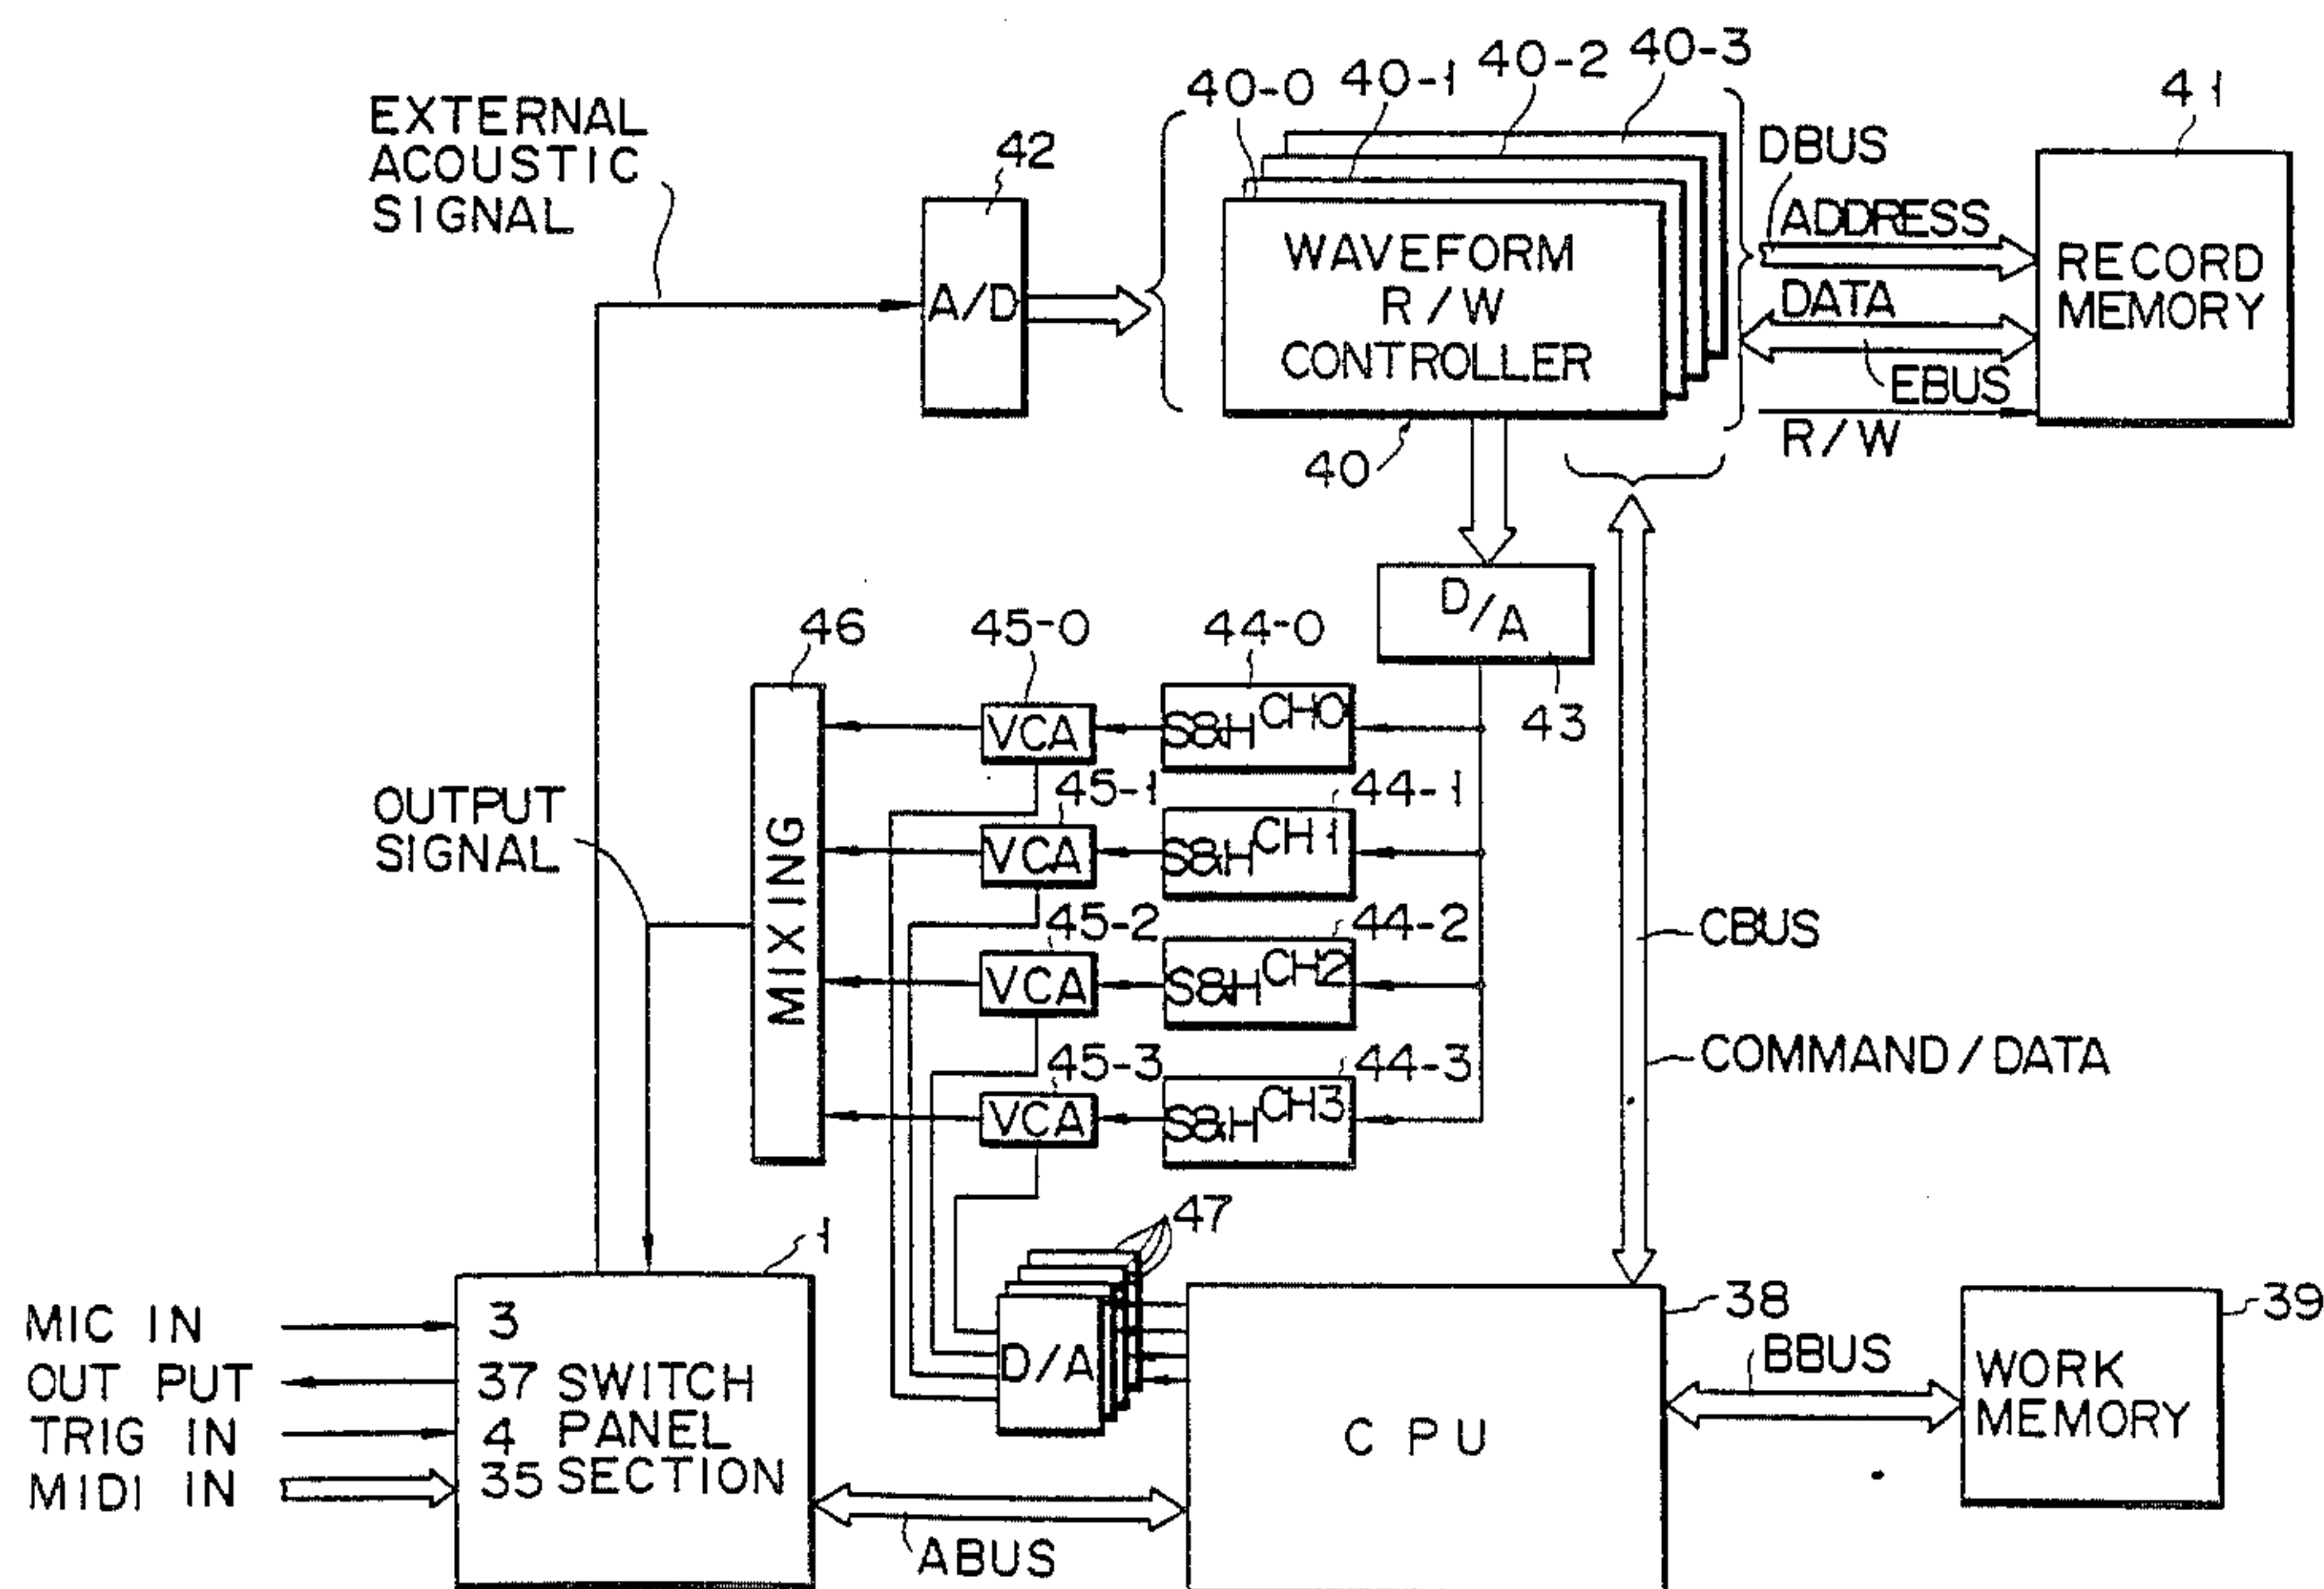 EXTERNAL
ACOUSTIC
SIGNAL
42
A/D
40-0
40-1
40-2
40-3
WAVEFORM
R/W
CONTROLLER
40
DBUS
ADDRESS
DATA
EBUS
R/W
41
RECORD
MEMORY
D/A
43
46
MIXING
45-0
VCA
44-0
S&H CH0
45-1
VCA
44-1
S&H CH1
45-2
VCA
44-2
S&H CH2
45-3
VCA
44-3
S&H CH3
OUTPUT
SIGNAL
CBUS
COMMAND/DATA
47
D/A
1
MIC IN
OUT PUT
TRIG IN
MIDI IN
3
37 SWITCH
4 PANEL
35 SECTION
ABUS
38
CPU
BBUS
39
WORK
MEMORY